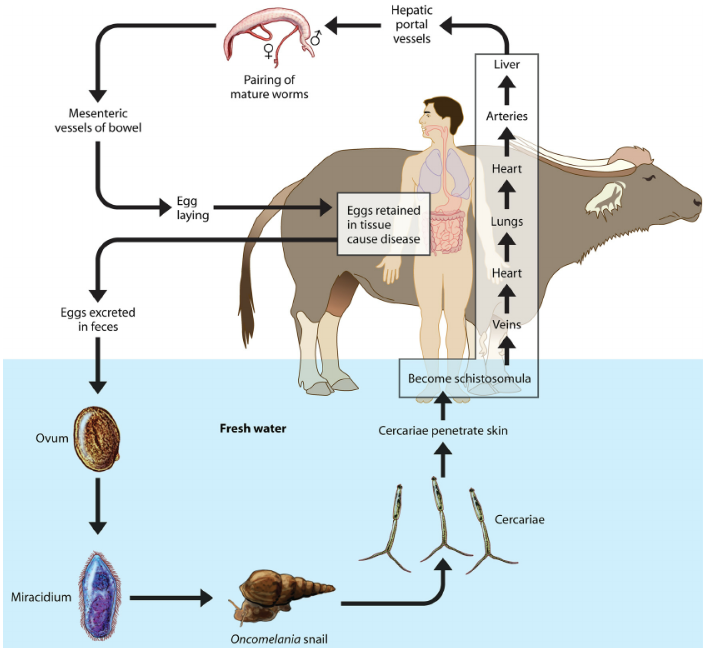 Hepatic
portal
vessels
♀
♂
Pairing of
mature worms
Mesenteric
vessels of bowel
Egg
laying
Eggs retained
in tissue
cause disease
Eggs excreted
in feces
Ovum
Miracidium
Oncomelania snail
Cercariae
Cercariae penetrate skin
Become schistosomula
Veins
Heart
Lungs
Heart
Arteries
Liver
Fresh water